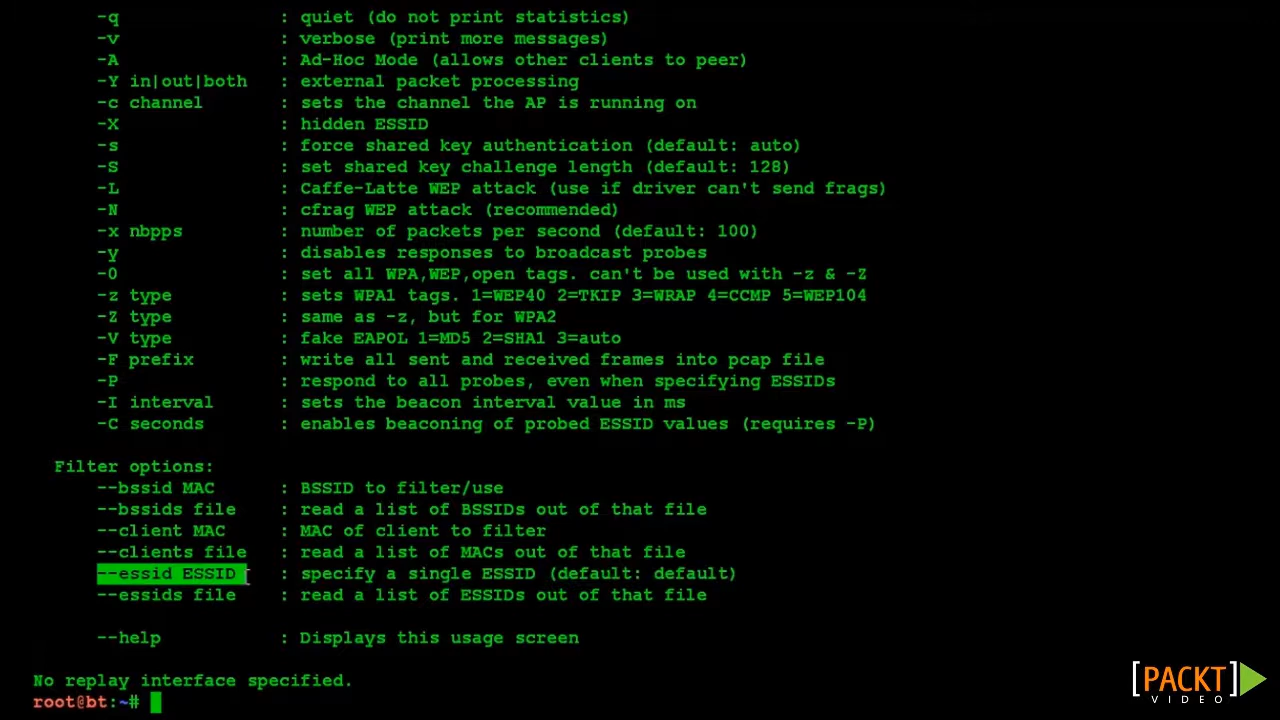 -q : quiet (do not print statistics)
-v : verbose (print more messages)
-A : Ad-Hoc Mode (allows other clients to peer)
-Y in|out|both : external packet processing
-c channel : sets the channel the AP is running on
-X : hidden ESSID
-s : force shared key authentication (default: auto)
-S : set shared key challenge length (default: 128)
-L : Caffe-Latte WEP attack (use if driver can't send frags)
-N : cfrag WEP attack (recommended)
-x nbpps : number of packets per second (default: 100)
-y : disables responses to broadcast probes
-0 : set all WPA,WEP,open tags. can't be used with -z & -Z
-z type : sets WPA1 tags. 1=WEP40 2=TKIP 3=WRAP 4=CCMP 5=WEP104
-Z type : same as -z, but for WPA2
-V type : fake EAPOL 1=MD5 2=SHA1 3=auto
-F prefix : write all sent and received frames into pcap file
-P : respond to all probes, even when specifying ESSIDs
-I interval : sets the beacon interval value in ms
-C seconds : enables beaconing of probed ESSID values (requires -P)
Filter options:
--bssid MAC : BSSID to filter/use
--bssids file : read a list of BSSIDs out of that file
--client MAC : MAC of client to filter
--clients file : read a list of MACs out of that file
--essid ESSID : specify a single ESSID (default: default)
--essids file : read a list of ESSIDs out of that file
--help : Displays this usage screen
No replay interface specified.
root@bt:~#
[PACKT]
VIDEO